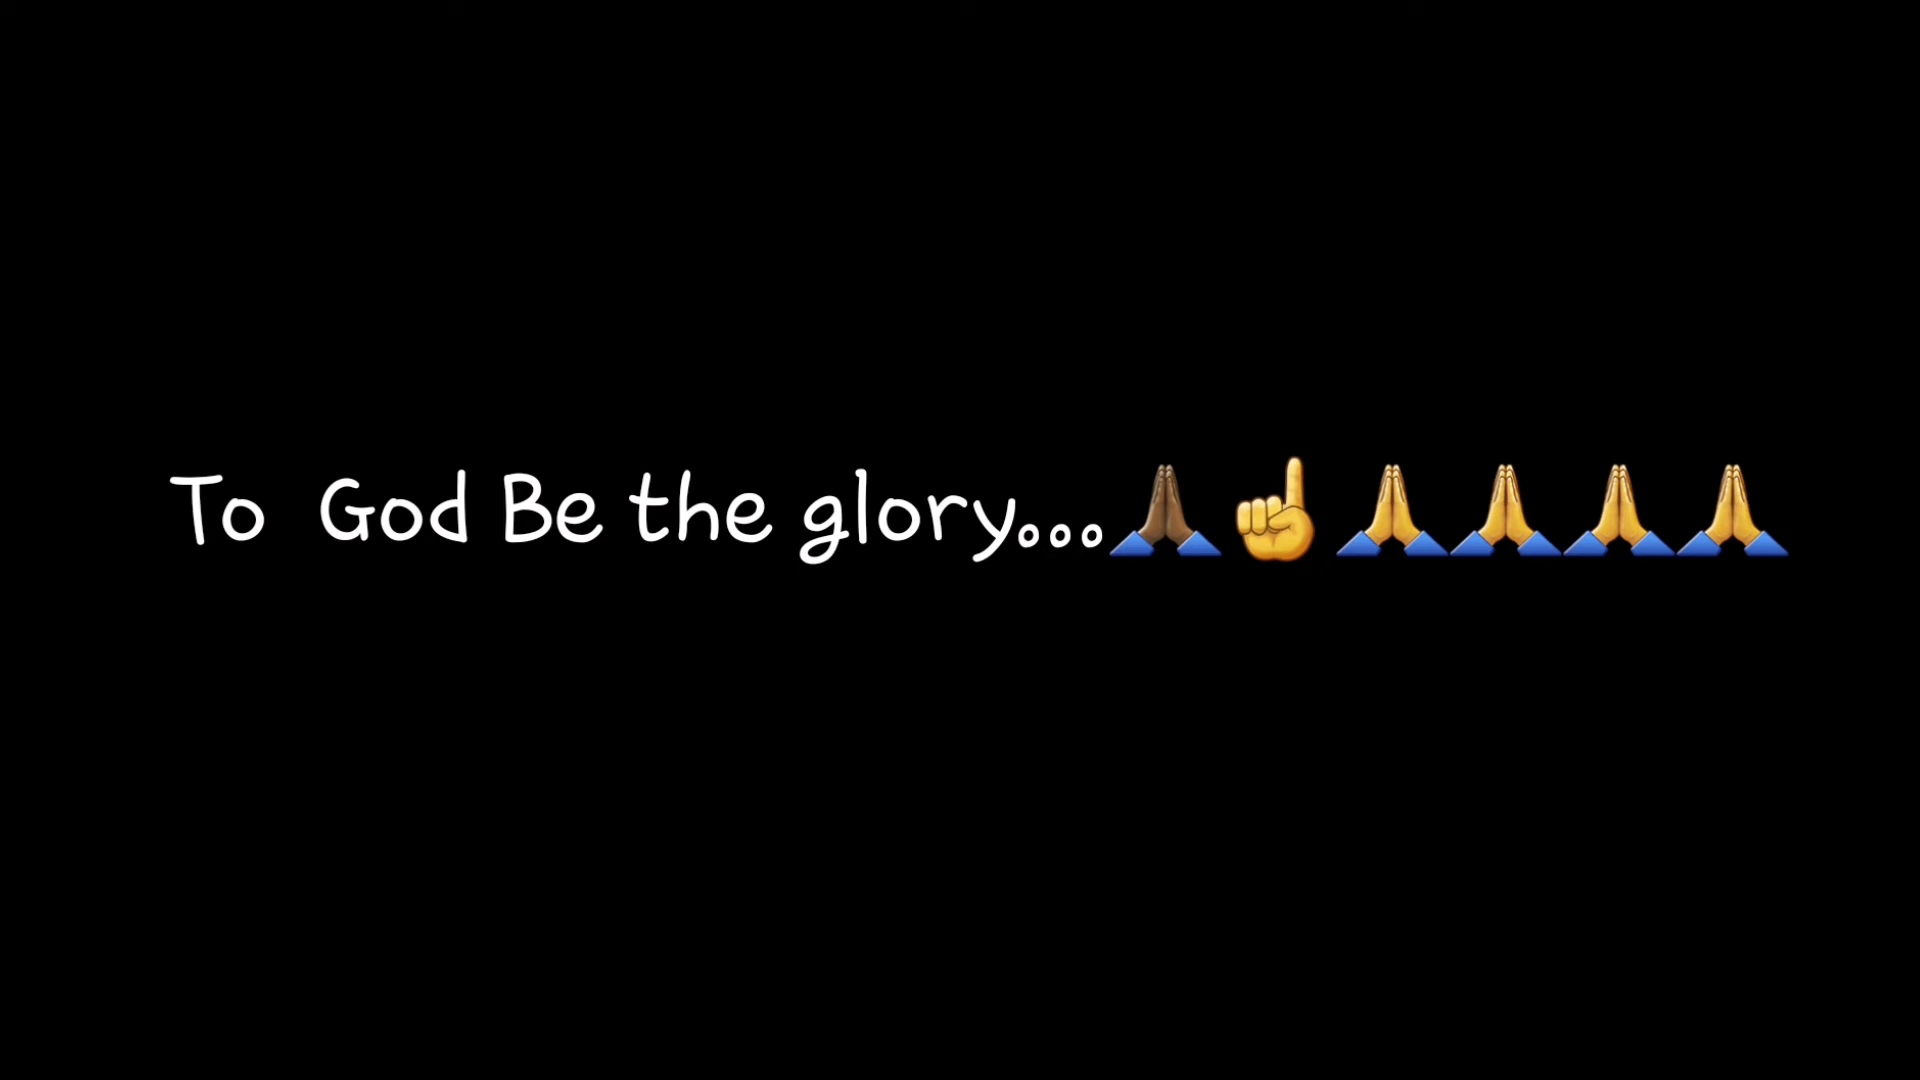 To  God Be the glory...🙏🏾☝️🙏🙏🙏🙏